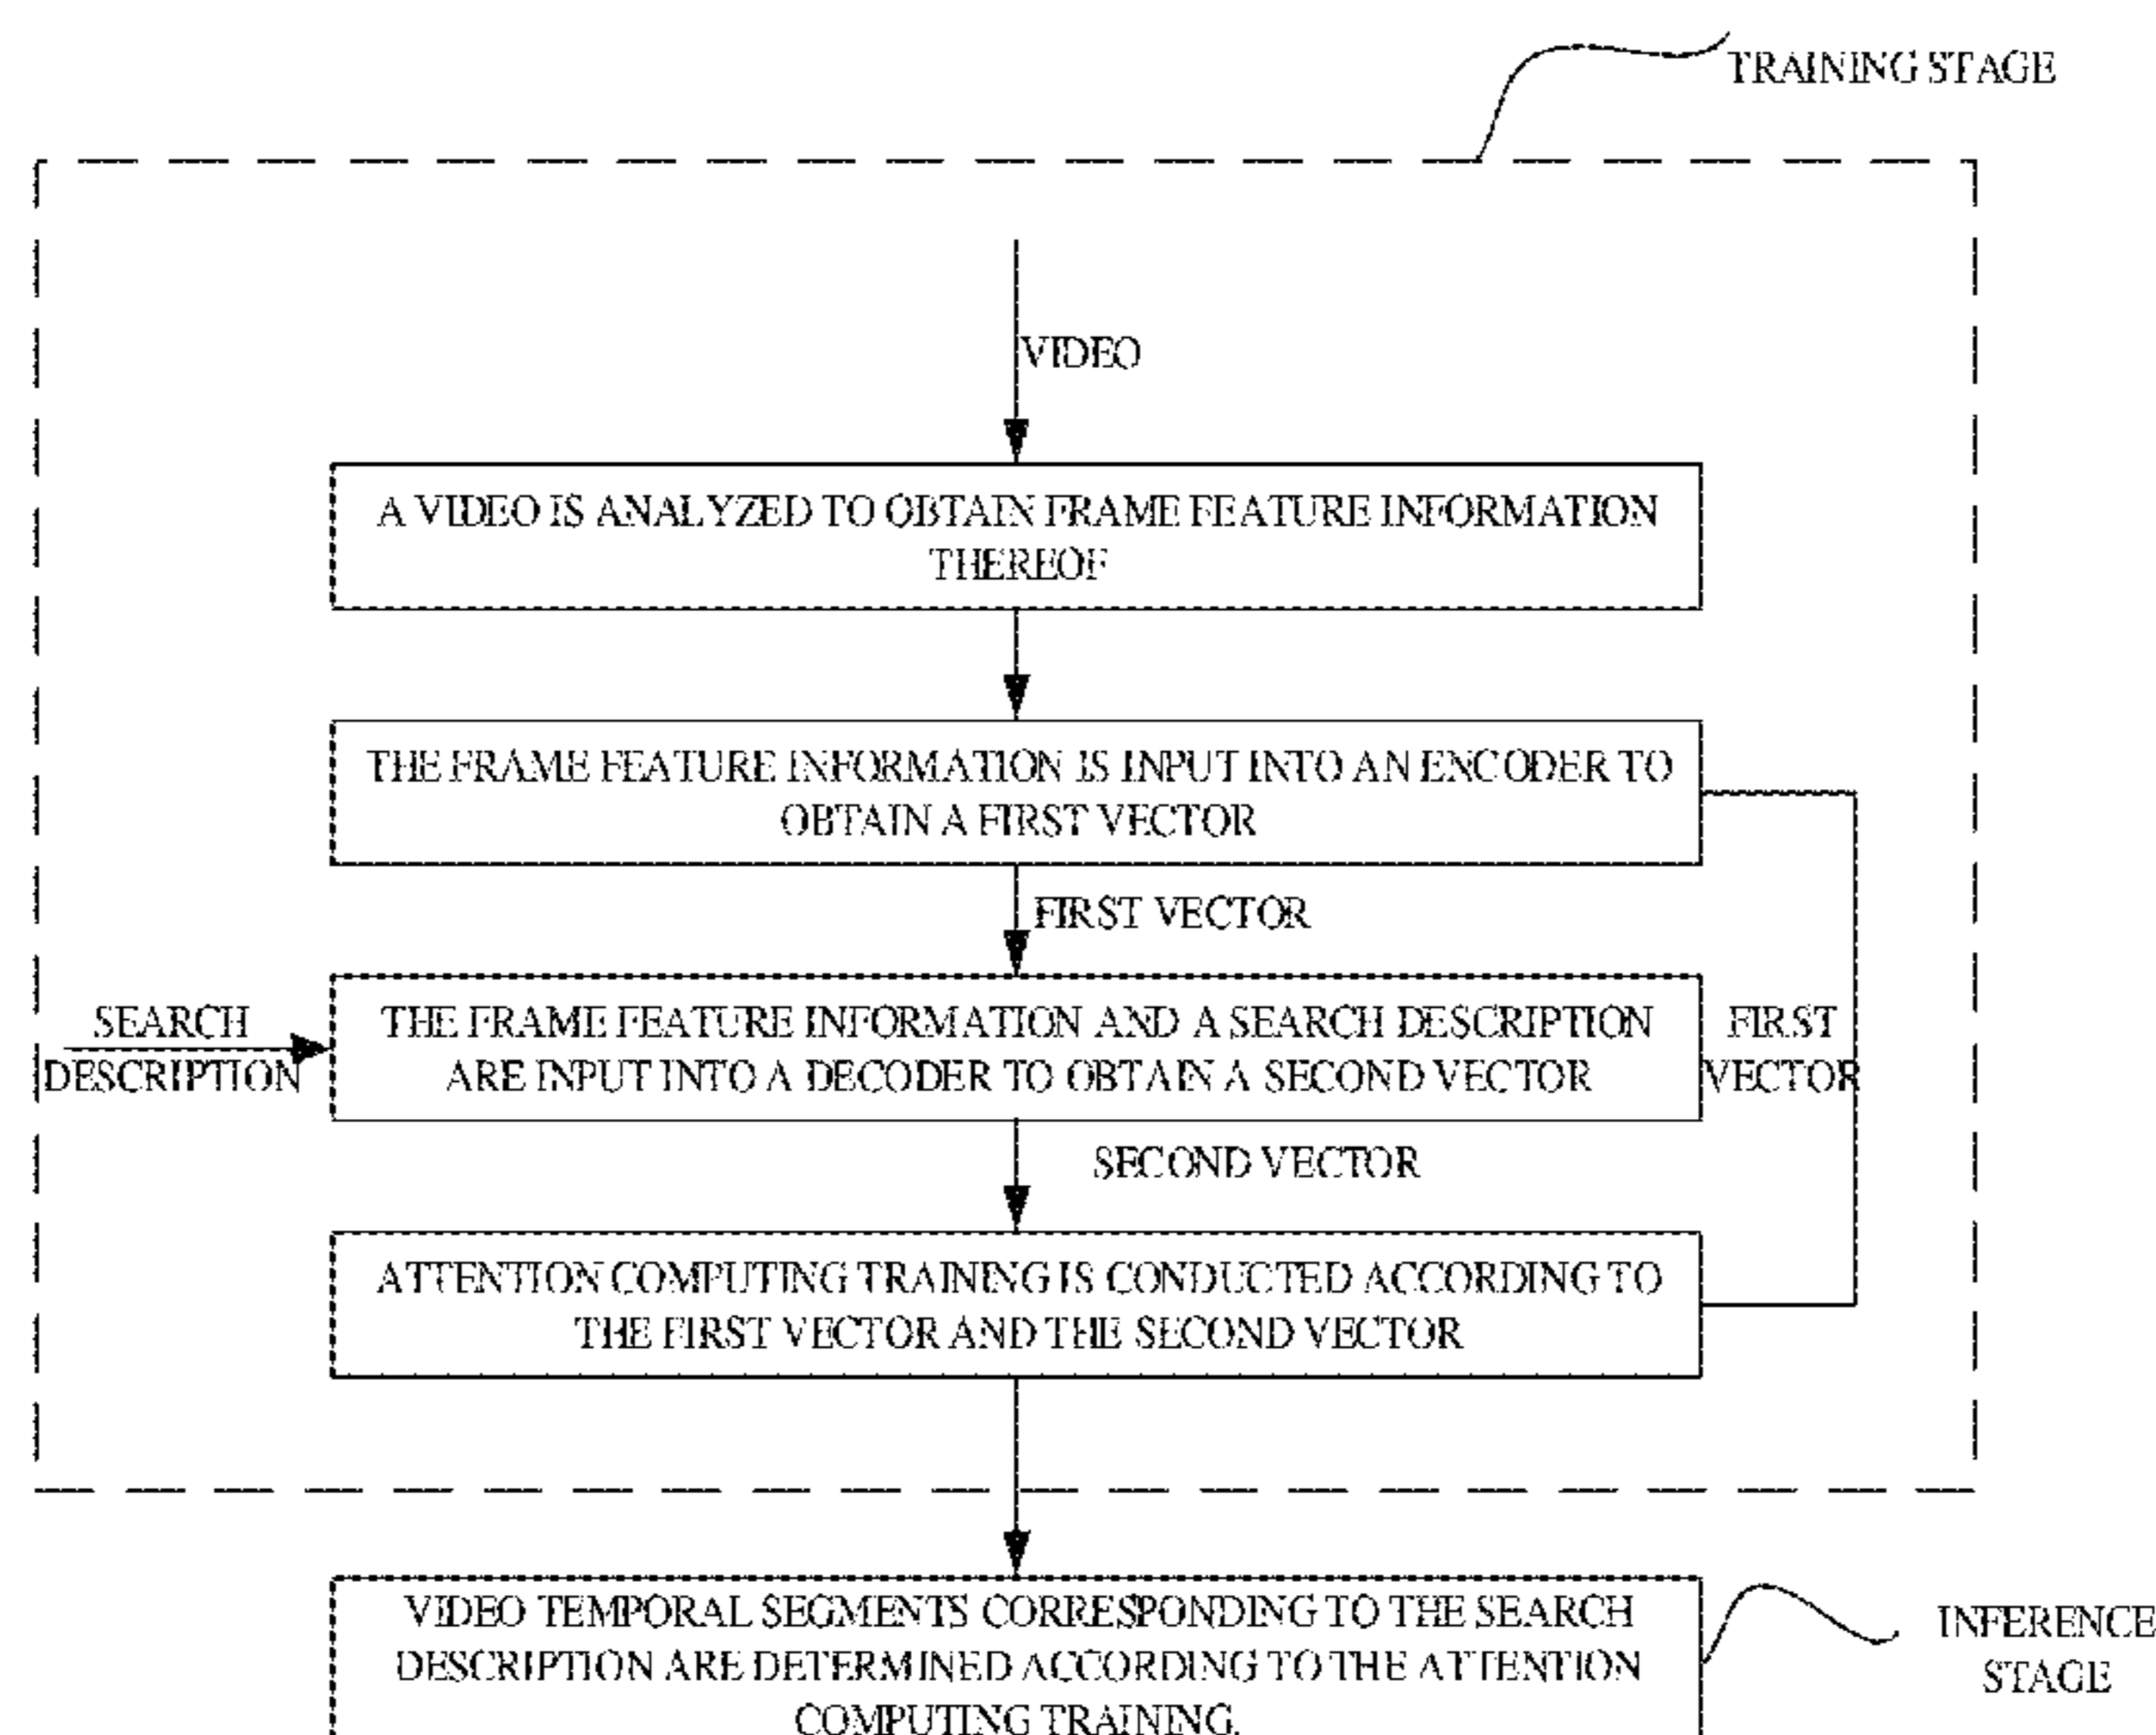 TRAINING STAGE
VIDEO
A VIDEO IS ANALYZED TO OBTAIN FRAME FEATURE INFORMATION
THEREOF
THE FRAME FEATURE INFORMATION IS INPUT INTO AN ENCODER TO
OBTAIN A FIRST VECTOR
FIRST VECTOR
SEARCH
DESCRIPTION
THE FRAME FEATURE INFORMATION AND A SEARCH DESCRIPTION
ARE INPUT INTO A DECODER TO OBTAIN A SECOND VECTOR
FIRST
VECTOR
SECOND VECTOR
ATTENTION COMPUTING TRAINING IS CONDUCTED ACCORDING TO
THE FIRST VECTOR AND THE SECOND VECTOR
VIDEO TEMPORAL SEGMENTS CORRESPONDING TO THE SEARCH
DESCRIPTION ARE DETERMINED ACCORDING TO THE ATTENTION
COMPUTING TRAINING.
INFERENCE
STAGE